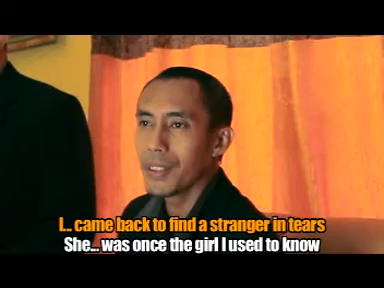 I... came back to find a stranger in tears
She... was once the girl I used to know